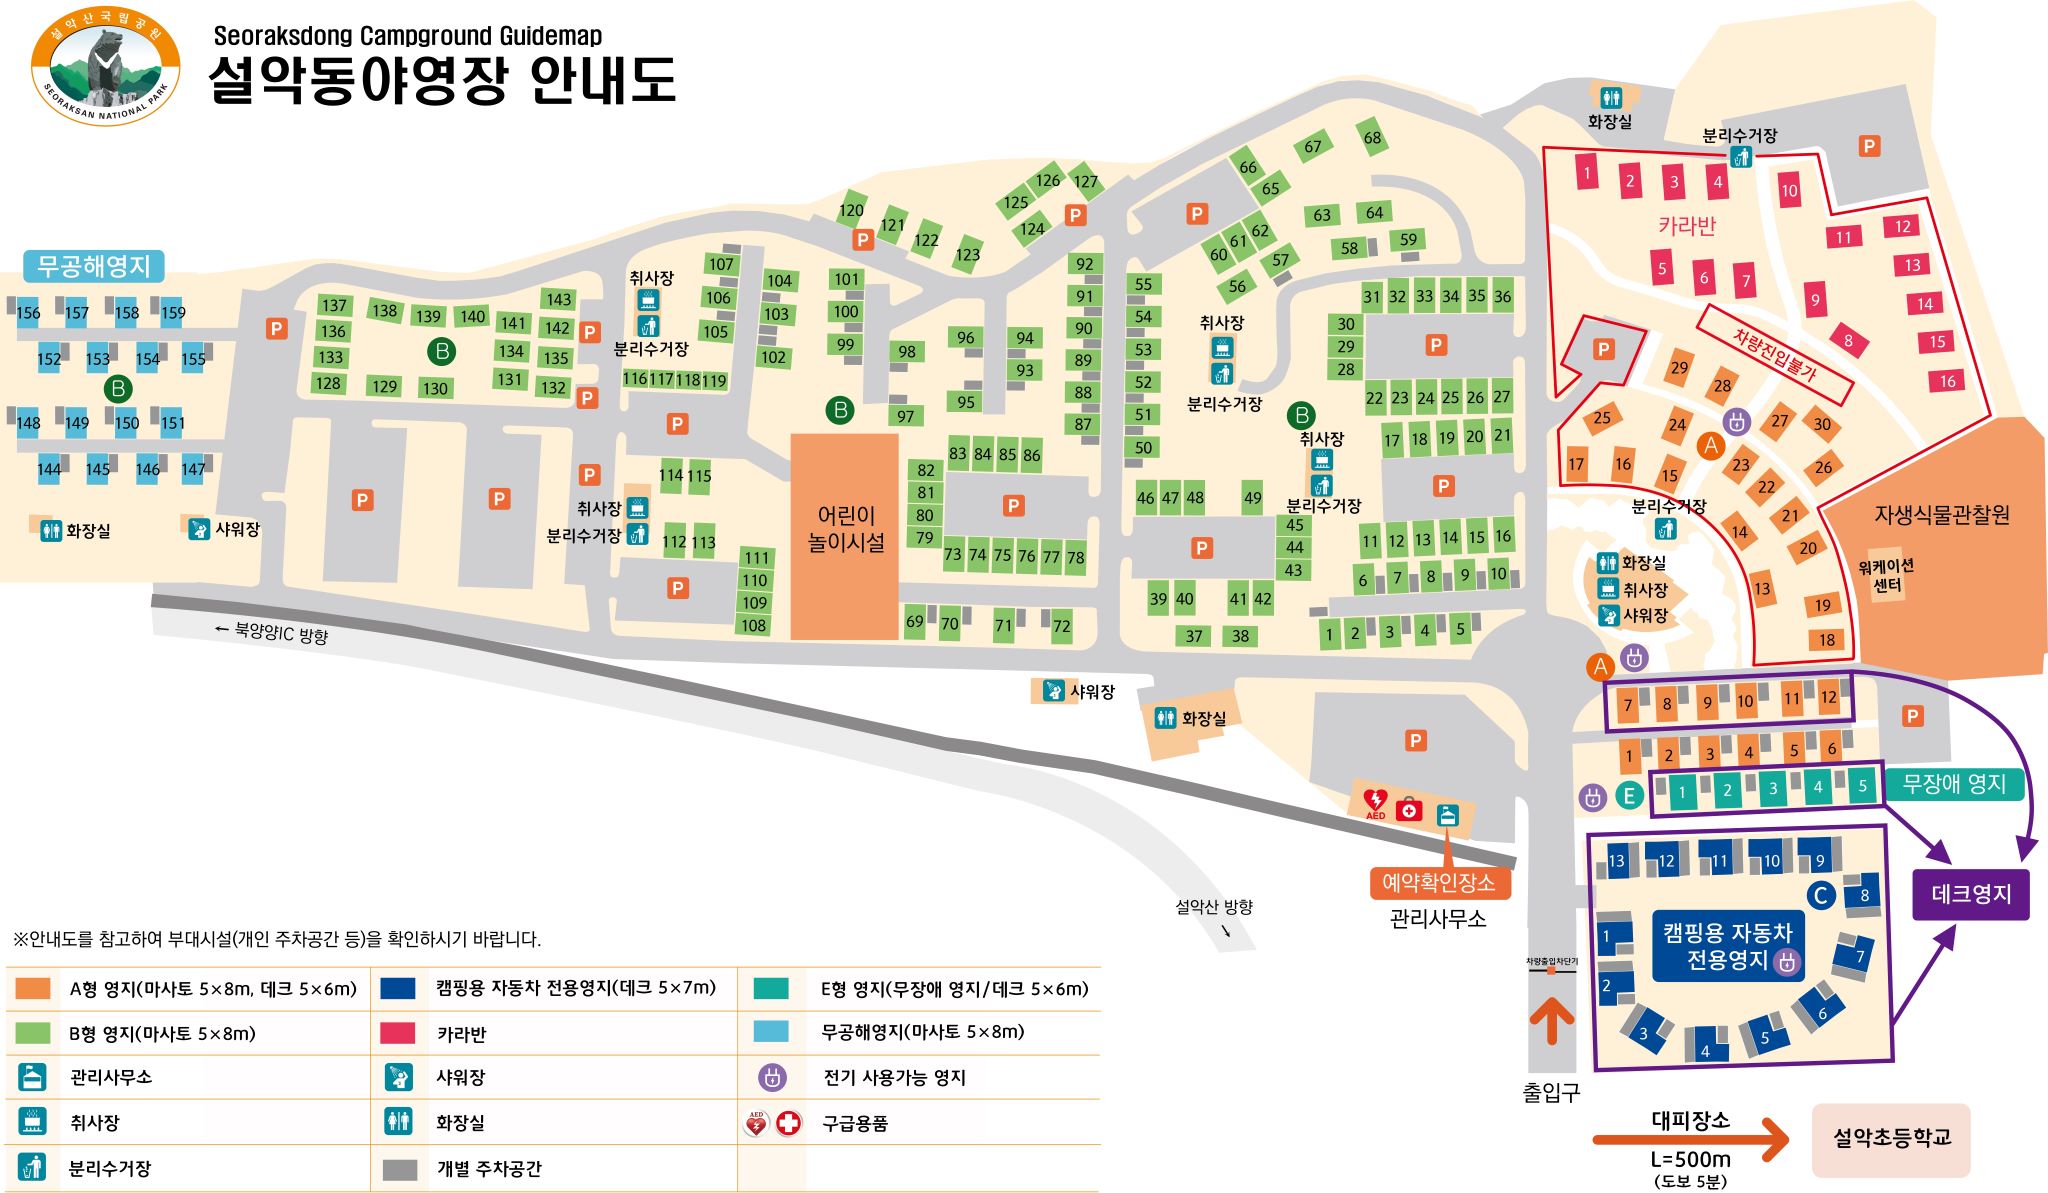 설악산국립공원
SEORAKSAN NATIONAL PARK
Seoraksdong Campground Guidemap
설악동야영장 안내도
화장실
분리수거장
P
68
67
66
65
127
126
125
124
P
P
1
2
3
4
10
카라반
11
12
13
14
15
16
5
6
7
9
8
차량진입불가
120
121
122
123
P
63
64
62
61
60
58
59
57
56
무공해영지
156
157
158
159
152
153
154
155
B
148
149
150
151
144
145
146
147
화장실
샤워장
P
137
138
139
140
143
136
141
142
133
B
134
135
128
129
130
131
132
P
P
P
P
P
취사장
분리수거장
107
106
105
104
103
102
116
117
118
119
P
114
115
취사장
분리수거장
112
113
P
111
110
109
108
101
100
99
98
97
B
96
95
94
93
92
91
90
89
88
87
어린이
놀이시설
83
84
85
86
82
81
80
79
P
73
74
75
76
77
78
69
70
71
72
55
54
53
52
51
50
취사장
분리수거장
31
32
33
34
35
36
30
29
28
P
22
23
24
25
26
27
B
취사장
분리수거장
17
18
19
20
21
P
46
47
48
49
45
44
43
P
39
40
41
42
37
38
11
12
13
14
15
16
6
7
8
9
10
1
2
3
4
5
P
29
28
27
30
25
24
A
23
26
17
16
15
22
21
20
14
13
19
18
분리수거장
화장실
취사장
샤워장
자생식물관찰원
워케이션
센터
A
7
8
9
10
11
12
P
1
2
3
4
5
6
E
1
2
3
4
5
무장애 영지
← 북양양IC 방향
샤워장
화장실
P
AED
예약확인장소
관리사무소
설악산 방향
→
13
12
11
10
9
8
C
캠핑용 자동차
전용영지
1
2
3
4
5
6
7
데크영지
차량출입차단기
출입구
대피장소
L=500m
(도보 5분)
설악초등학교
※안내도를 참고하여 부대시설(개인 주차공간 등)을 확인하시기 바랍니다.
A형 영지(마사토 5×8m, 데크 5×6m)
캠핑용 자동차 전용영지(데크 5×7m)
E형 영지(무장애 영지/데크 5×6m)
B형 영지(마사토 5×8m)
카라반
무공해영지(마사토 5×8m)
관리사무소
샤워장
전기 사용가능 영지
취사장
화장실
AED
구급용품
분리수거장
개별 주차공간